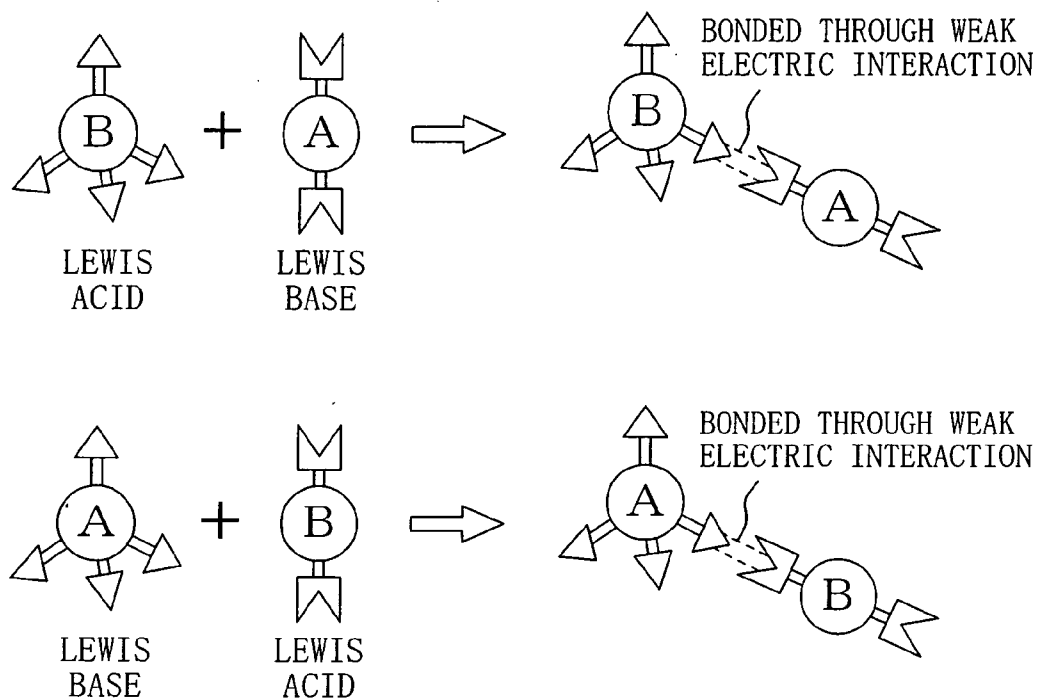 B
+
A
BONDED THROUGH WEAK
ELECTRIC INTERACTION
B
A
LEWIS
ACID
LEWIS
BASE
A
+
B
BONDED THROUGH WEAK
ELECTRIC INTERACTION
A
B
LEWIS
BASE
LEWIS
ACID